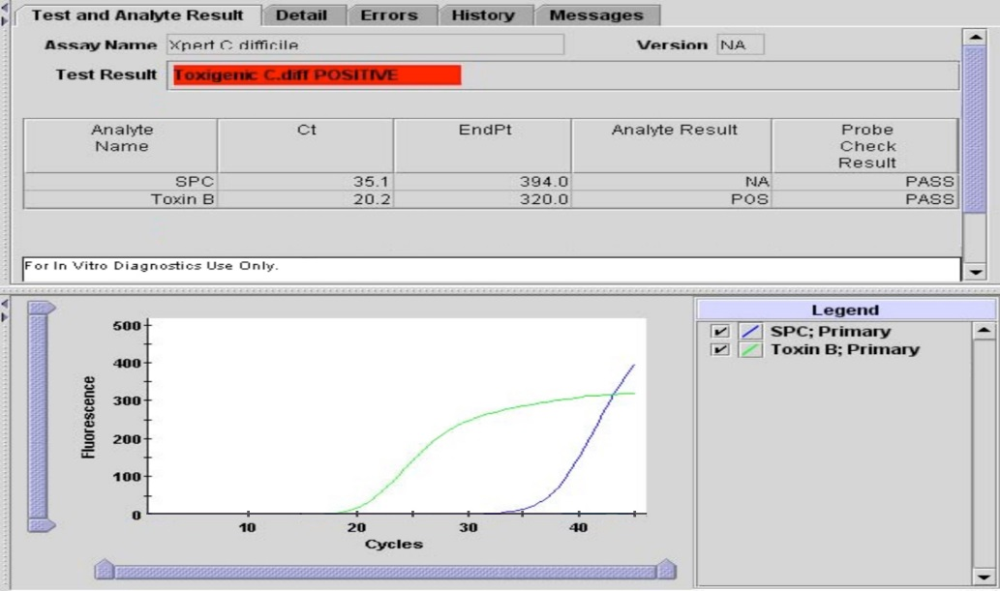 Test and Analyte Result Detail Errors History Messages
Assay Name Xpert C difficile Version NA
Test Result Toxigenic C.diff POSITIVE
Analyte Name Ct EndPt Analyte Result Probe Check Result
SPC 35.1 394.0 NA PASS
Toxin B 20.2 320.0 POS PASS
For In Vitro Diagnostics Use Only.
Legend
SPC; Primary
Toxin B; Primary
500
400
300
200
100
0
Fluorescence
10 20 30 40
Cycles